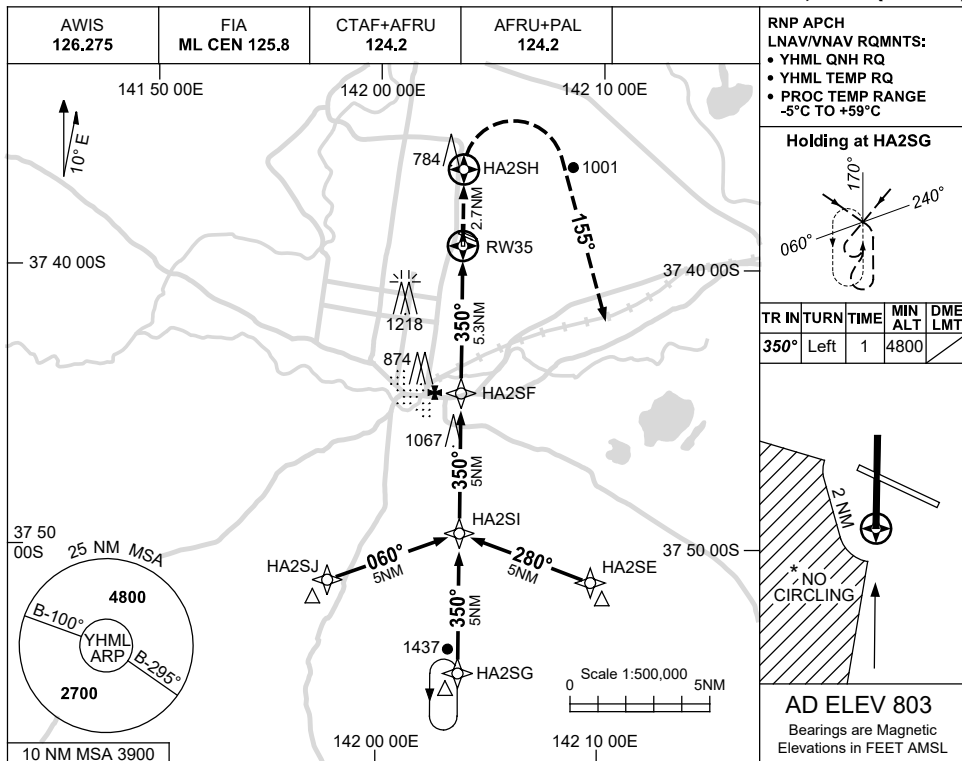 AWIS
126.275
FIA
ML CEN 125.8
CTAF+AFRU
124.2
AFRU+PAL
124.2
RNP APCH
LNAV/VNAV RQMNTS:
• YHML QNH RQ
• YHML TEMP RQ
• PROC TEMP RANGE
-5°C TO +59°C
141 50 00E
142 00 00E
142 10 00E
10° E
784
HA2SH
1001
2.7NM
RW35
155°
37 40 00S
37 40 00S
1218
350°
5.3NM
874
HA2SF
1067
350°
5NM
HA2SI
37 50
00S
37 50 00S
25 NM MSA
HA2SJ
060°
5NM
280°
5NM
HA2SE
4800
B-100°
YHML
ARP
B-295°
2700
350°
5NM
1437
HA2SG
Scale 1:500,000
0
5NM
10 NM MSA 3900
142 00 00E
142 10 00E
Holding at HA2SG
170°
240°
060°
TR IN
TURN
TIME
MIN
ALT
DME
LMT
350°
Left
1
4800
2 NM
* NO
CIRCLING
AD ELEV 803
Bearings are Magnetic
Elevations in FEET AMSL